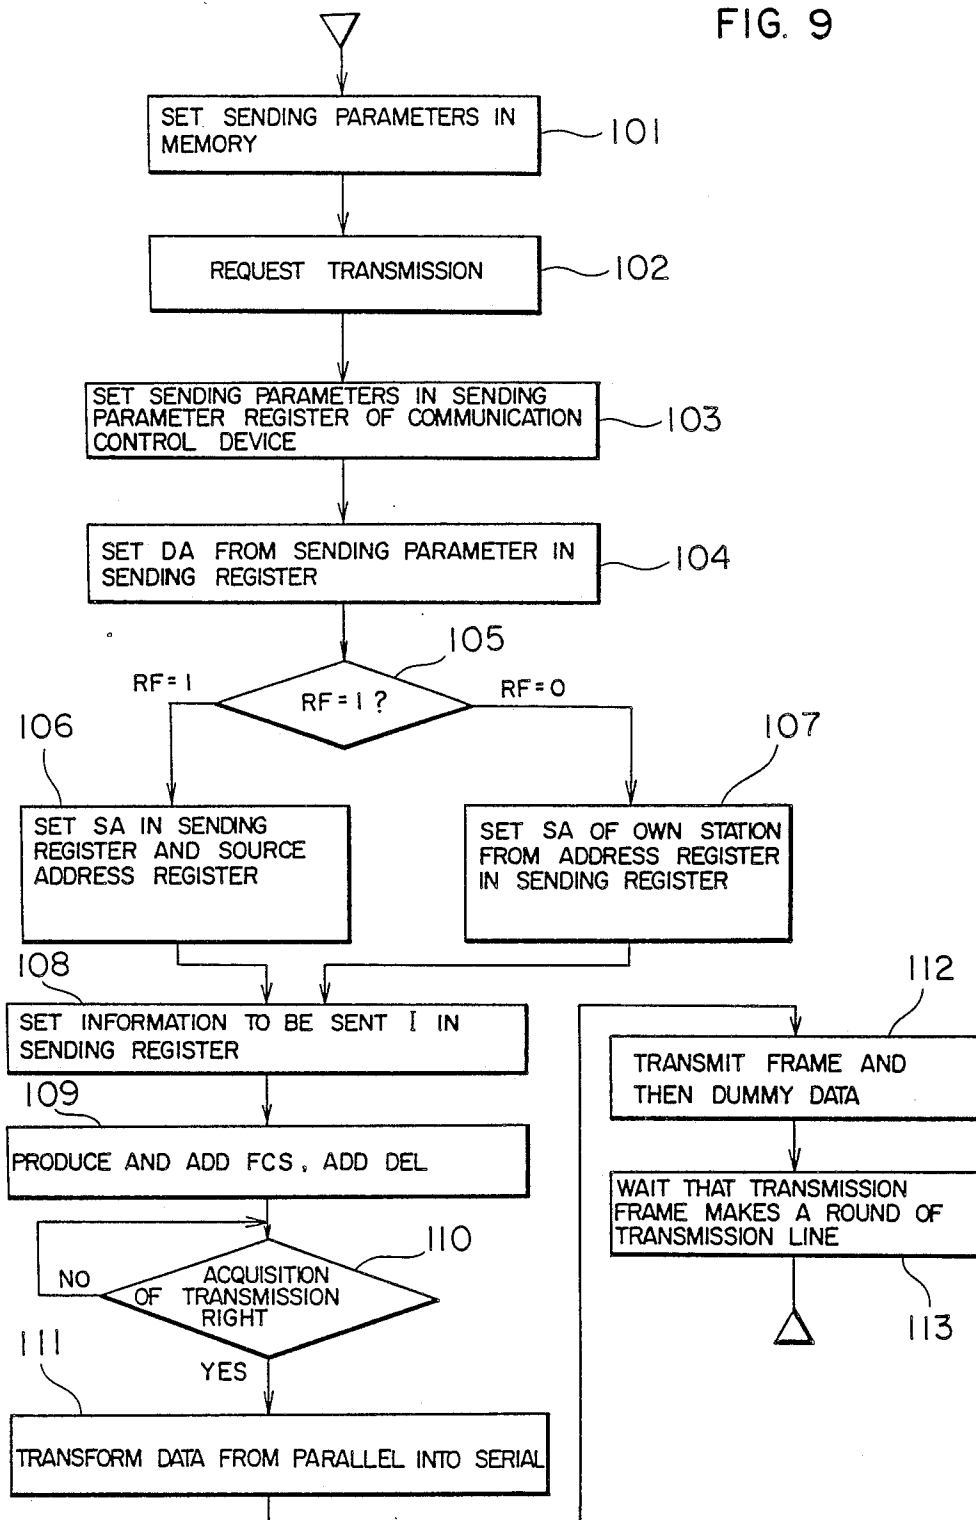 FIG. 9
SET SENDING PARAMETERS IN
MEMORY
101
REQUEST TRANSMISSION
102
SET SENDING PARAMETERS IN SENDING
PARAMETER REGISTER OF COMMUNICATION
CONTROL DEVICE
103
SET DA FROM SENDING PARAMETER IN
SENDING REGISTER
104
105
RF=1
RF=1?
RF=0
106
107
SET SA IN SENDING
REGISTER AND SOURCE
ADDRESS REGISTER
SET SA OF OWN STATION
FROM ADDRESS REGISTER
IN SENDING REGISTER
108
SET INFORMATION TO BE SENT I IN
SENDING REGISTER
109
PRODUCE AND ADD FCS, ADD DEL
110
NO
ACQUISITION
OF TRANSMISSION
RIGHT
YES
111
TRANSFORM DATA FROM PARALLEL INTO SERIAL
112
TRANSMIT FRAME AND
THEN DUMMY DATA
WAIT THAT TRANSMISSION
FRAME MAKES A ROUND OF
TRANSMISSION LINE
113